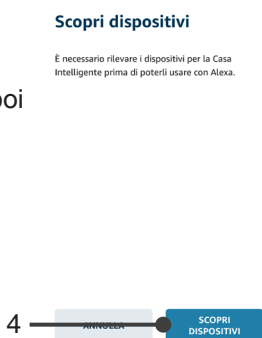 Scopri dispositivi
È necessario rilevare i dispositivi per la Casa
Intelligente prima di poterli usare con Alexa.
poi
4
ANNULLA
SCOPRI
DISPOSITIVI